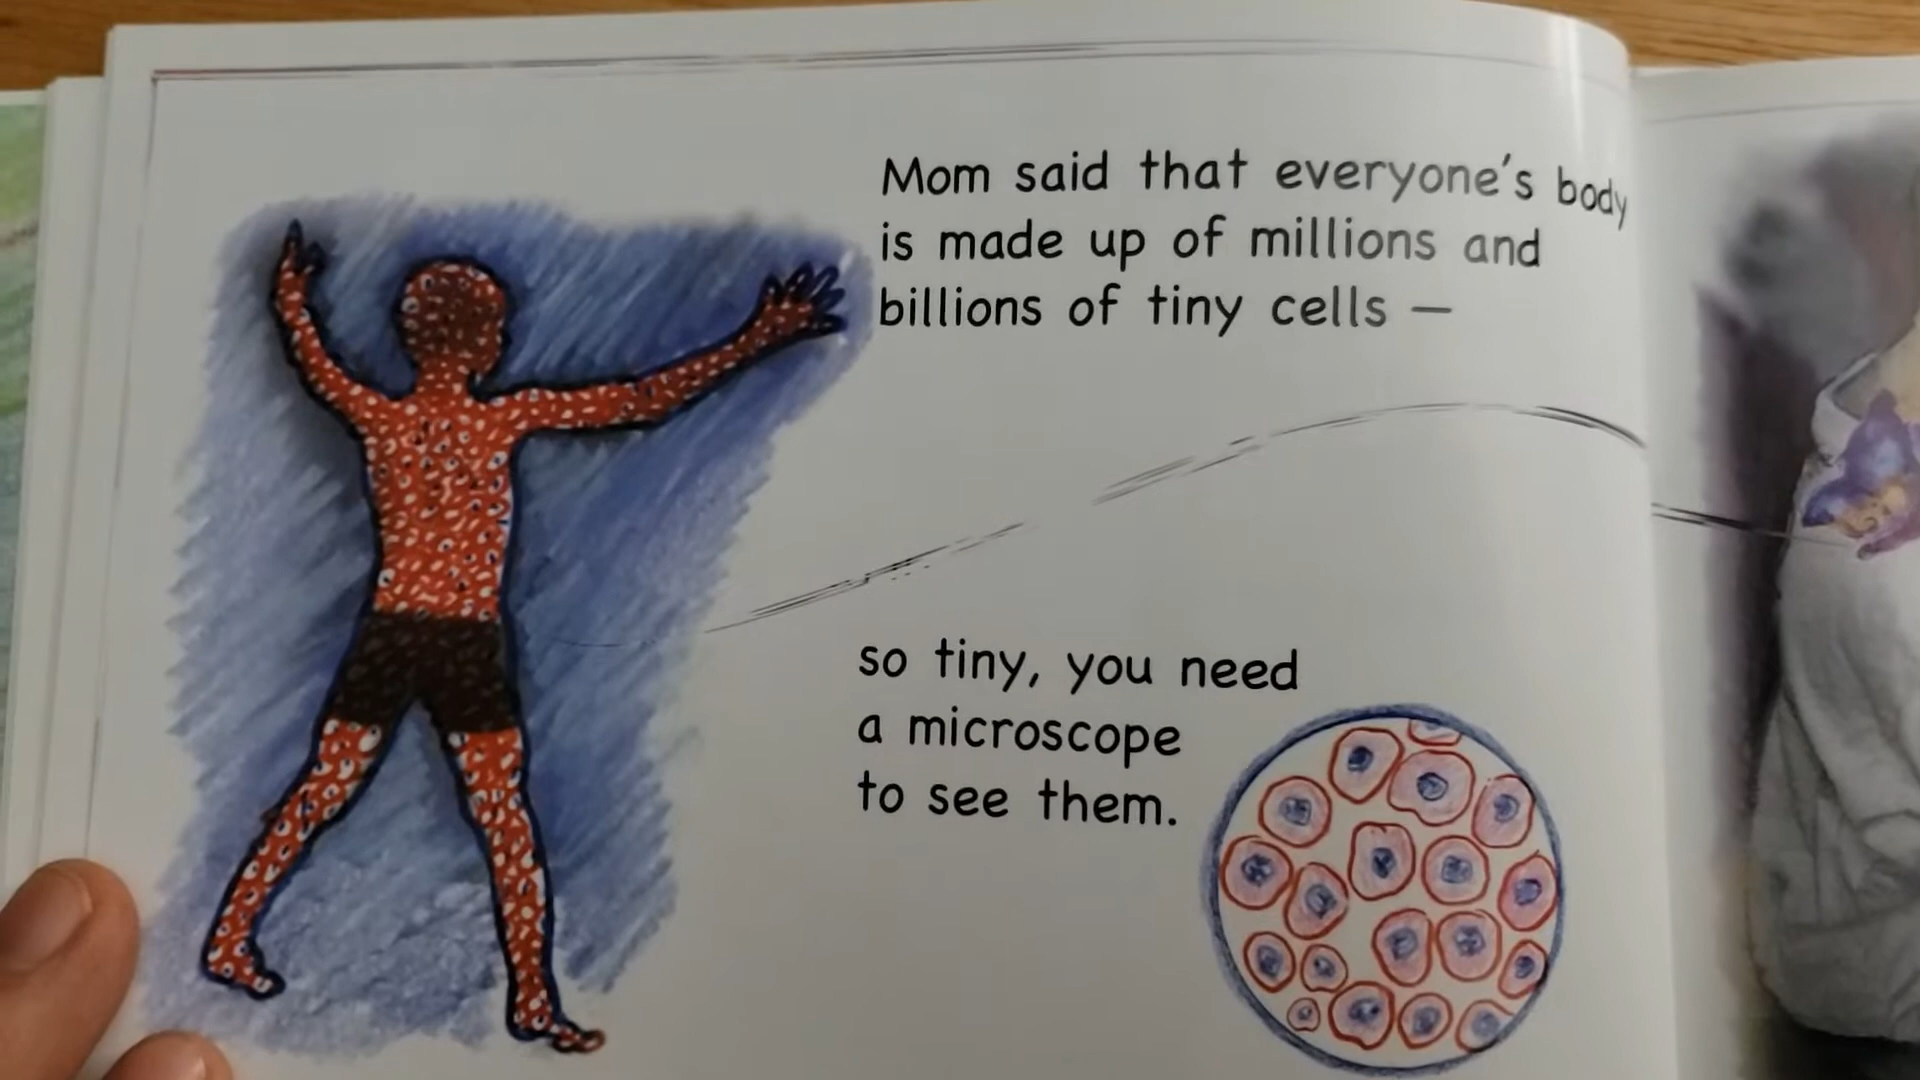 Mom said that everyone's body
is made up of millions and
billions of tiny cells —
so tiny, you need
a microscope
to see them.